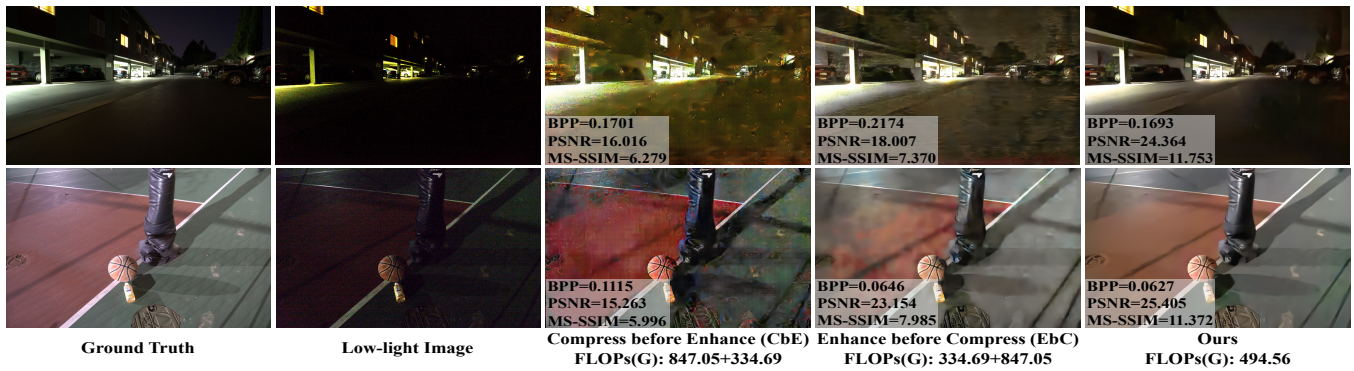 BPP=0.1701
PSNR=16.016
MS-SSIM=6.279
BPP=0.2174
PSNR=18.007
MS-SSIM=7.370
BPP=0.1693
PSNR=24.364
MS-SSIM=11.753
BPP=0.1115
PSNR=15.263
MS-SSIM=5.996
BPP=0.0646
PSNR=23.154
MS-SSIM=7.985
BPP=0.0627
PSNR=25.405
MS-SSIM=11.372
Ground Truth
Low-light Image
Compress before Enhance (CbE)
FLOPs(G): 847.05+334.69
Enhance before Compress (EbC)
FLOPs(G): 334.69+847.05
Ours
FLOPs(G): 494.56